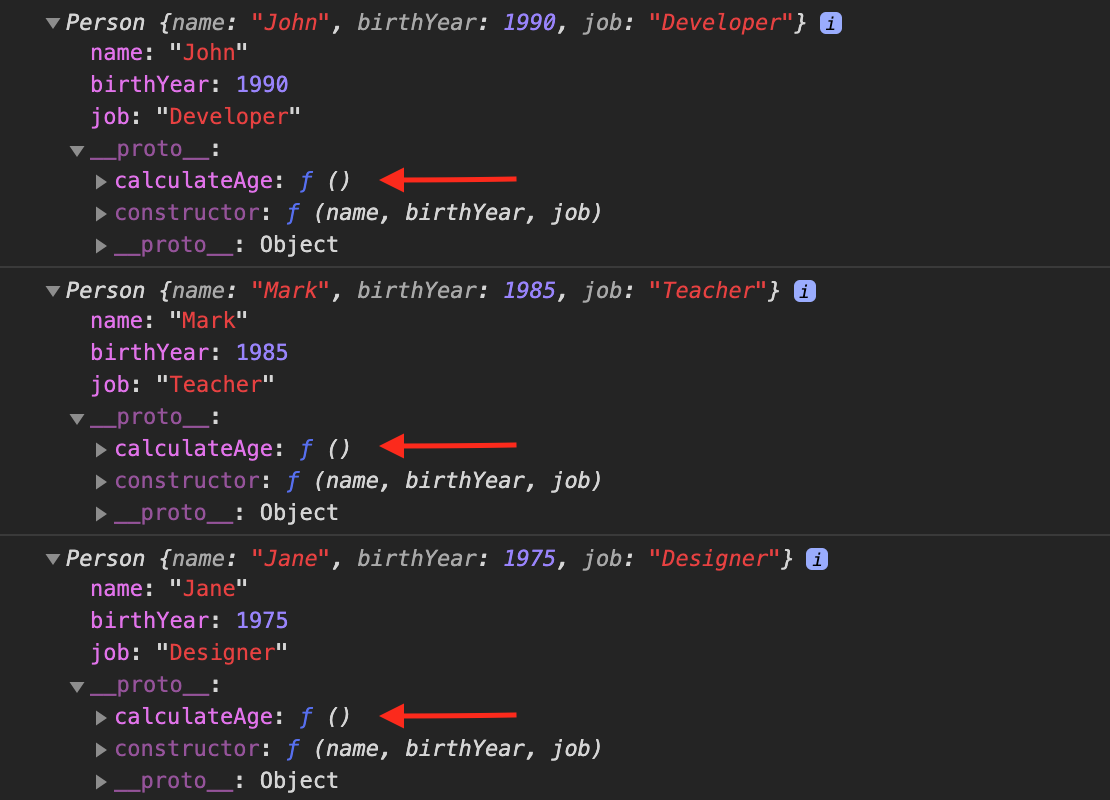 ▼Person {name: "John", birthYear: 1990, job: "Developer"} i
name: "John"
birthYear: 1990
job: "Developer"
▼__proto__:
▶calculateAge: ƒ ()
▶constructor: ƒ (name, birthYear, job)
▶__proto__: Object
▼Person {name: "Mark", birthYear: 1985, job: "Teacher"} i
name: "Mark"
birthYear: 1985
job: "Teacher"
▼__proto__:
▶calculateAge: ƒ ()
▶constructor: ƒ (name, birthYear, job)
▶__proto__: Object
▼Person {name: "Jane", birthYear: 1975, job: "Designer"} i
name: "Jane"
birthYear: 1975
job: "Designer"
▼__proto__:
▶calculateAge: ƒ ()
▶constructor: ƒ (name, birthYear, job)
▶__proto__: Object